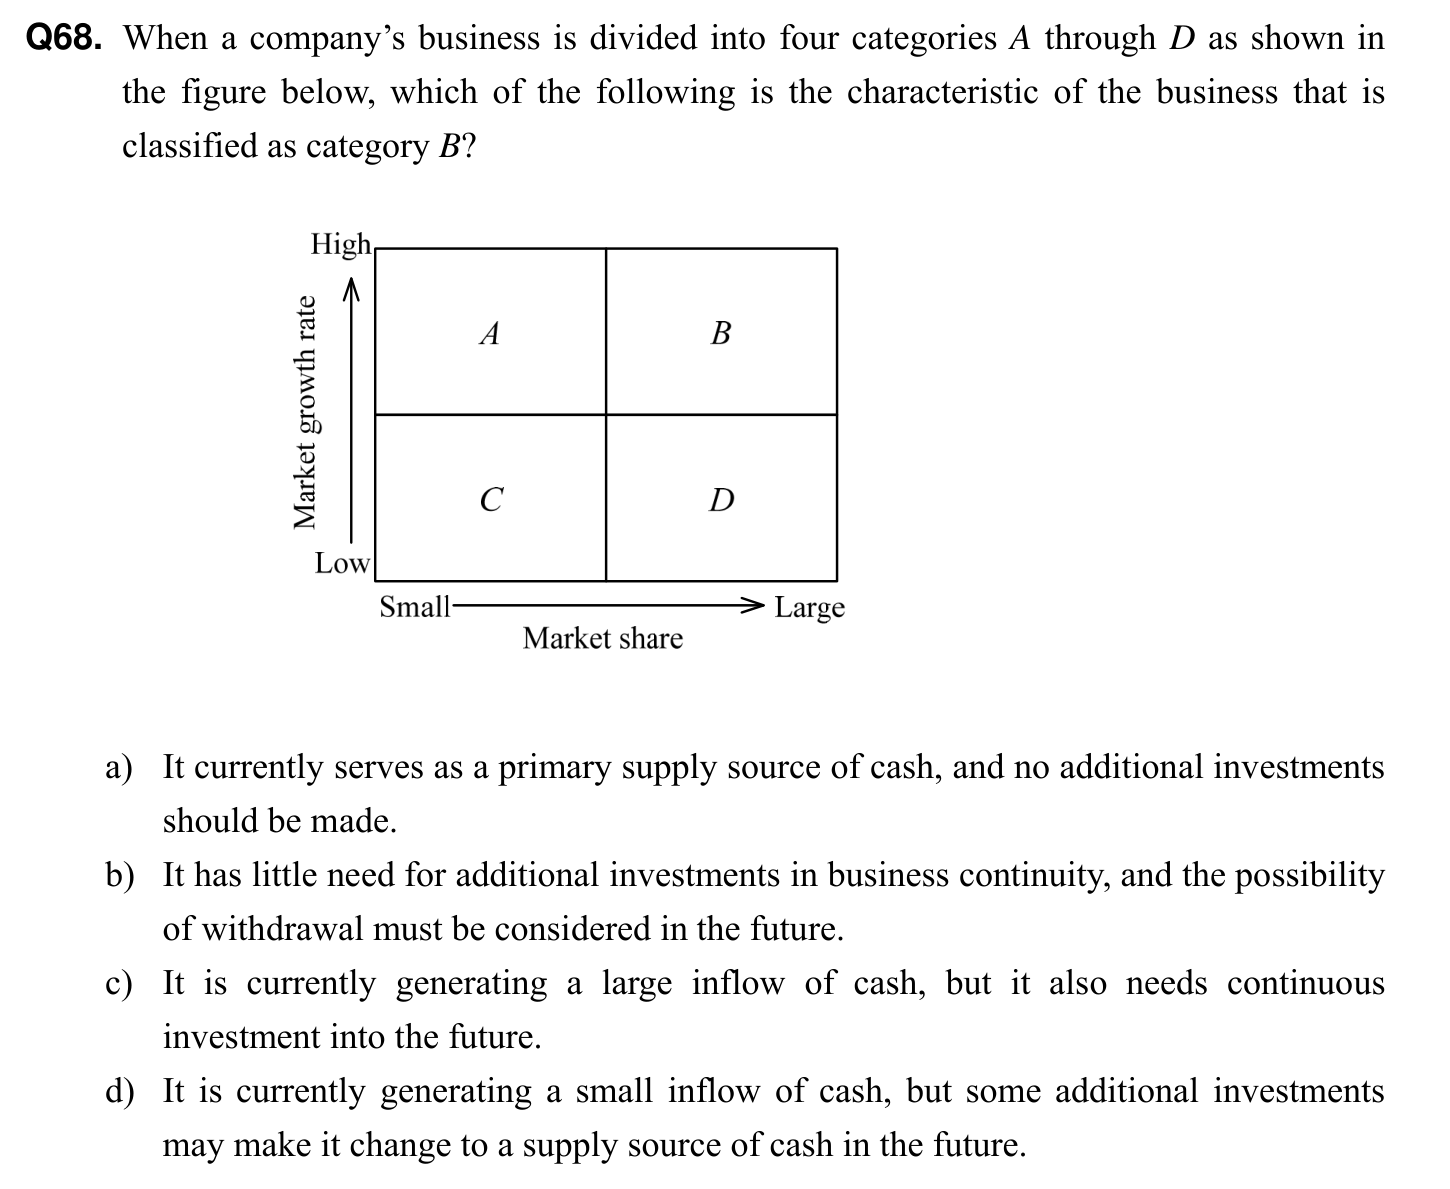 Q68. When a company’s business is divided into four categories A through D as shown in
the figure below, which of the following is the characteristic of the business that is
classified as category B?
High
Market growth rate
A
B
C
D
Low
Small
Large
Market share
a) It currently serves as a primary supply source of cash, and no additional investments
should be made.
b) It has little need for additional investments in business continuity, and the possibility
of withdrawal must be considered in the future.
c) It is currently generating a large inflow of cash, but it also needs continuous
investment into the future.
d) It is currently generating a small inflow of cash, but some additional investments
may make it change to a supply source of cash in the future.